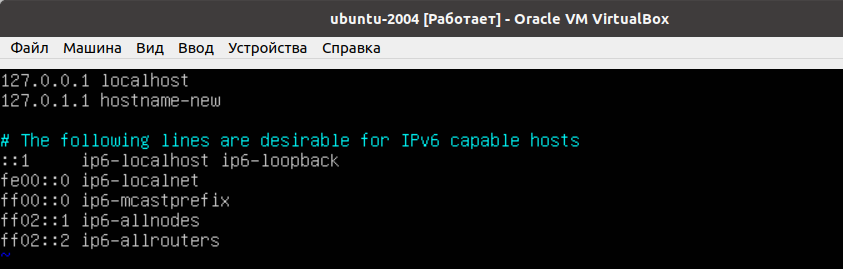 ubuntu-2004 [Работает] - Oracle VM VirtualBox
Файл Машина Вид Ввод Устройства Справка
127.0.0.1 localhost
127.0.1.1 hostname-new
# The following lines are desirable for IPv6 capable hosts
::1 ip6-localhost ip6-loopback
fe00::0 ip6-localnet
ff00::0 ip6-mcastprefix
ff02::1 ip6-allnodes
ff02::2 ip6-allrouters
~